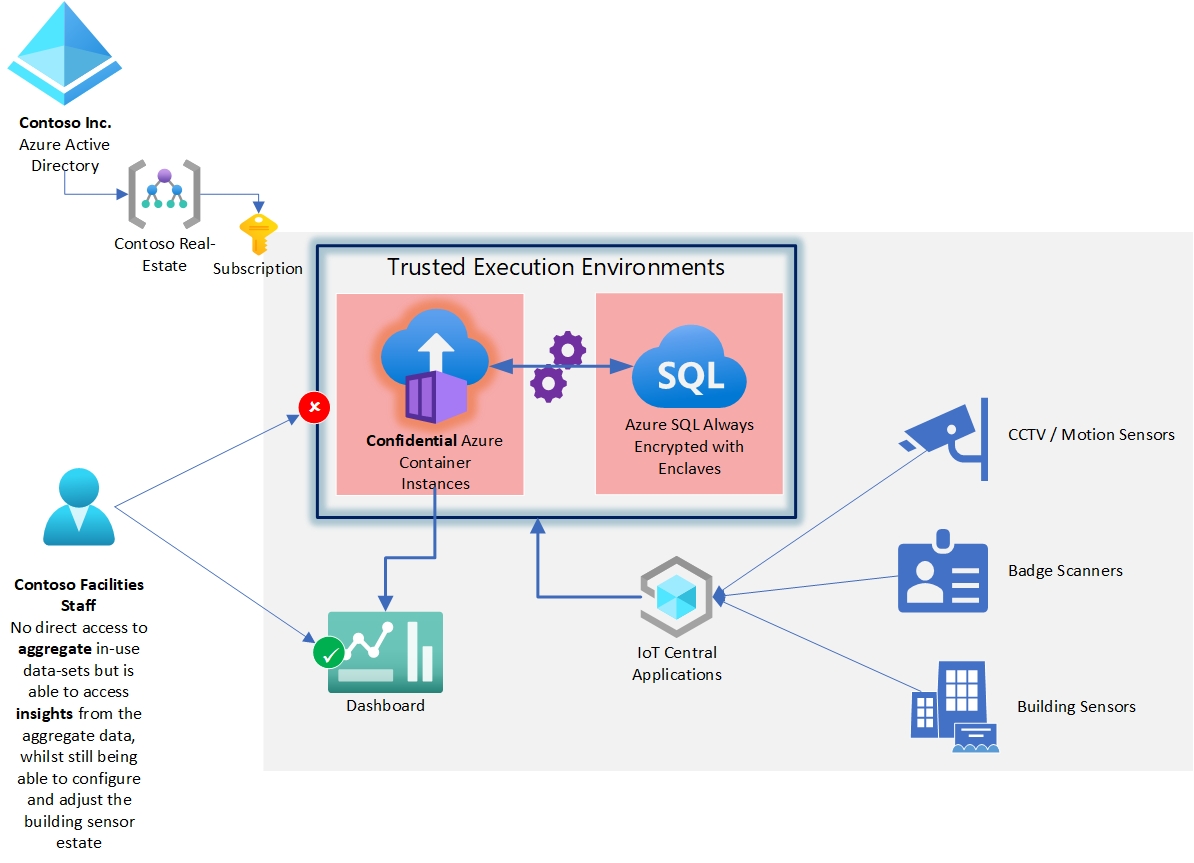 Contoso Inc.
Azure Active
Directory
Contoso Real-
Estate
Subscription
Trusted Execution Environments
Confidential Azure
Container
Instances
SQL
Azure SQL Always
Encrypted with
Enclaves
CCTV / Motion Sensors
Badge Scanners
Building Sensors
IoT Central
Applications
Dashboard
Contoso Facilities
Staff
No direct access to
aggregate in-use
data-sets but is
able to access
insights from the
aggregate data,
whilst still being
able to configure
and adjust the
building sensor
estate